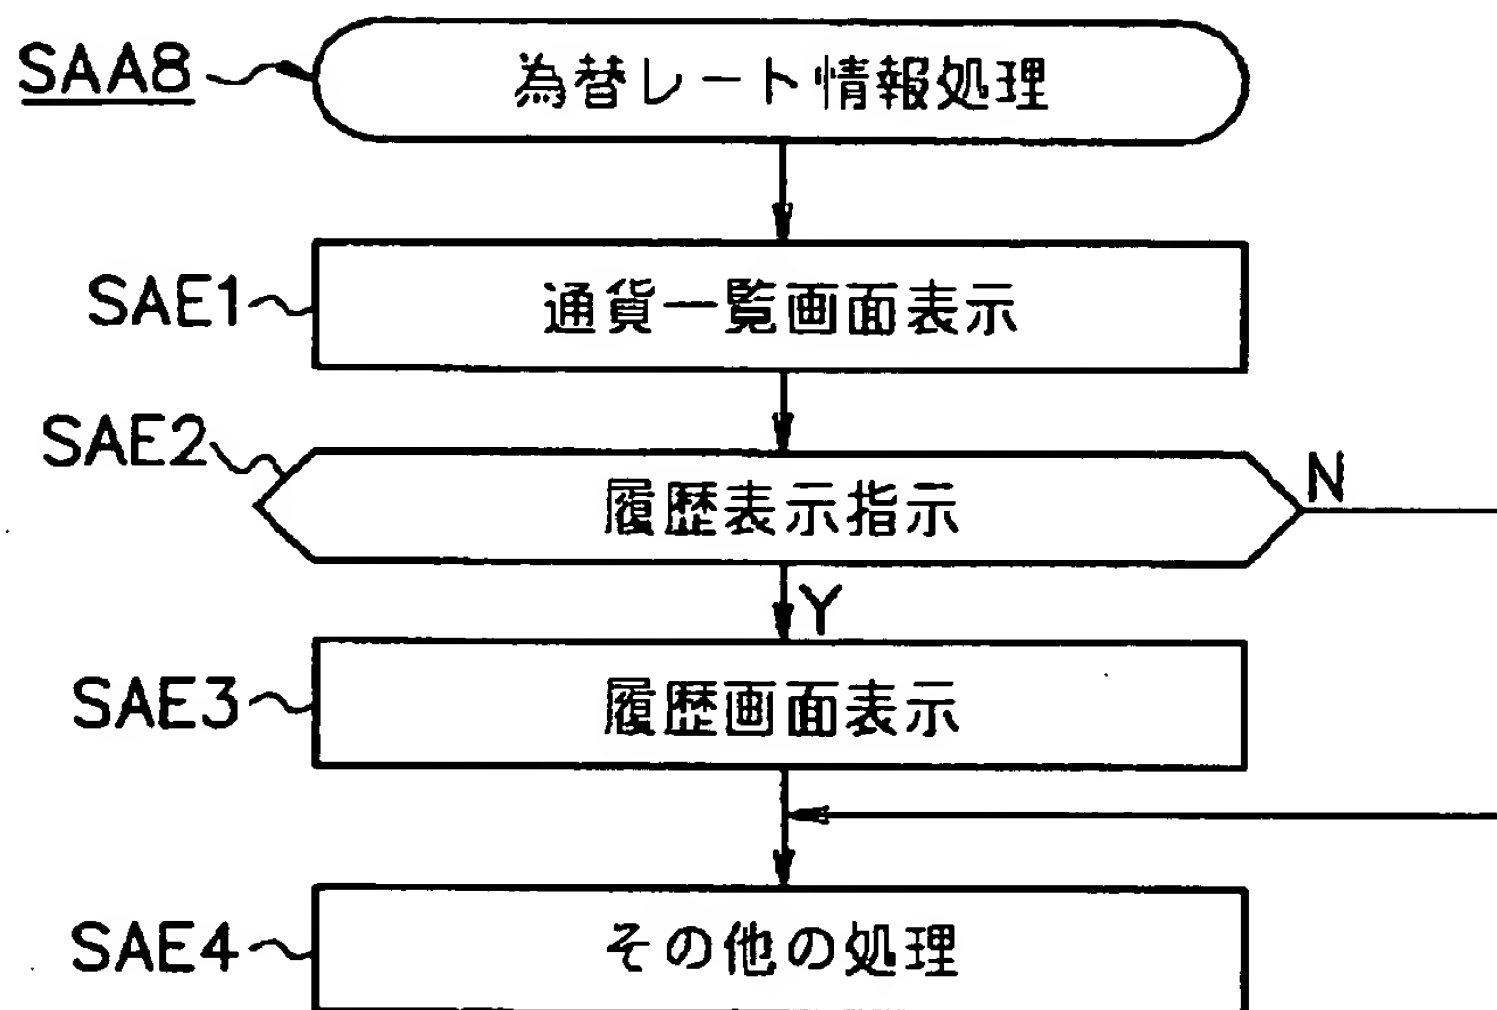 SAA8 為替レート情報処理
SAE1 通貨一覧画面表示
SAE2 履歴表示指示 N
Y
SAE3 履歴画面表示
SAE4 その他の処理